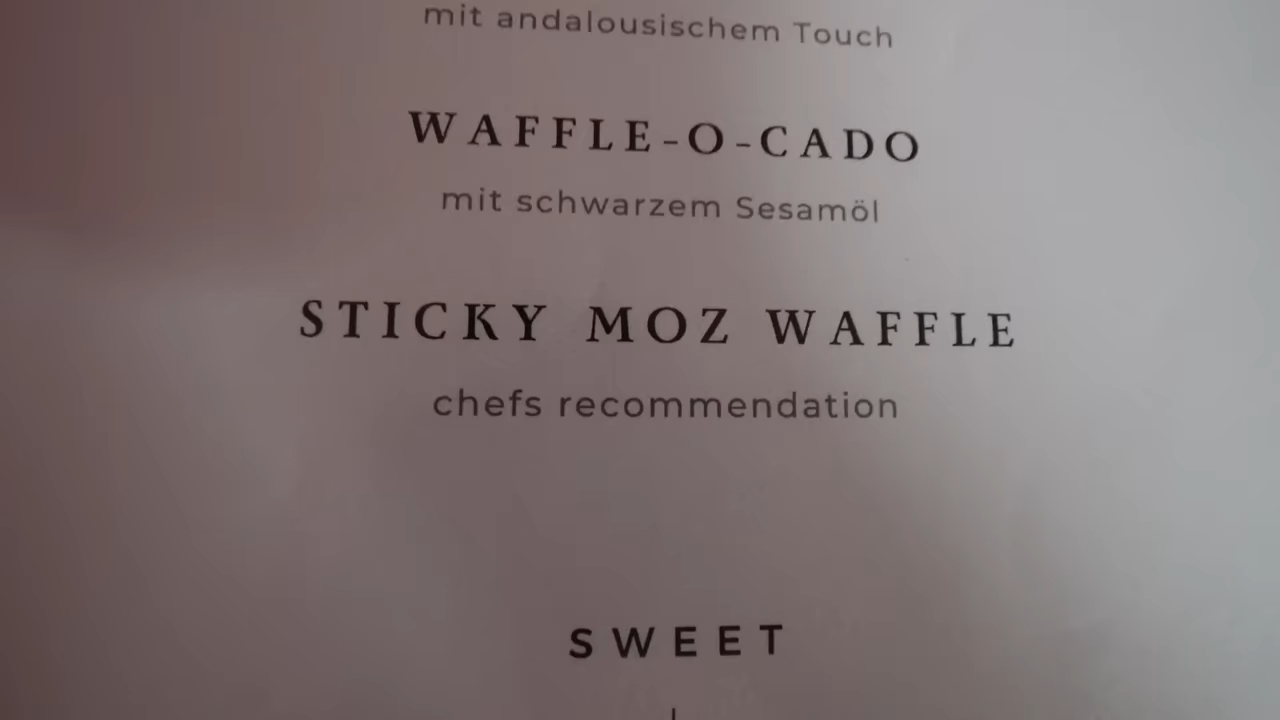 mit andalousischem Touch
WAFFLE-O-CADO
mit schwarzem Sesamöl
STICKY MOZ WAFFLE
chefs recommendation
SWEET